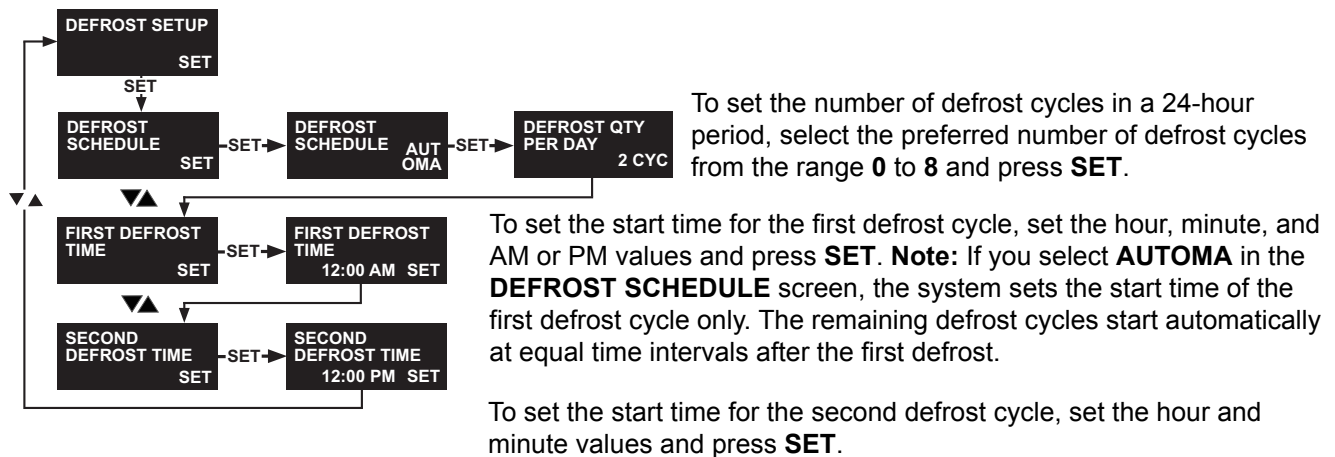 DEFROST SETUP
SET
SET
DEFROST
SCHEDULE
SET
SET
DEFROST
SCHEDULE
AUT
OMA
SET
DEFROST QTY
PER DAY
2 CYC
To set the number of defrost cycles in a 24-hour
period, select the preferred number of defrost cycles
from the range 0 to 8 and press SET.
FIRST DEFROST
TIME
SET
SET
FIRST DEFROST
TIME
12:00 AM SET
To set the start time for the first defrost cycle, set the hour, minute, and
AM or PM values and press SET. Note: If you select AUTOMA in the
DEFROST SCHEDULE screen, the system sets the start time of the
first defrost cycle only. The remaining defrost cycles start automatically
at equal time intervals after the first defrost.
SECOND
DEFROST TIME
SET
SET
SECOND
DEFROST TIME
12:00 PM SET
To set the start time for the second defrost cycle, set the hour and
minute values and press SET.